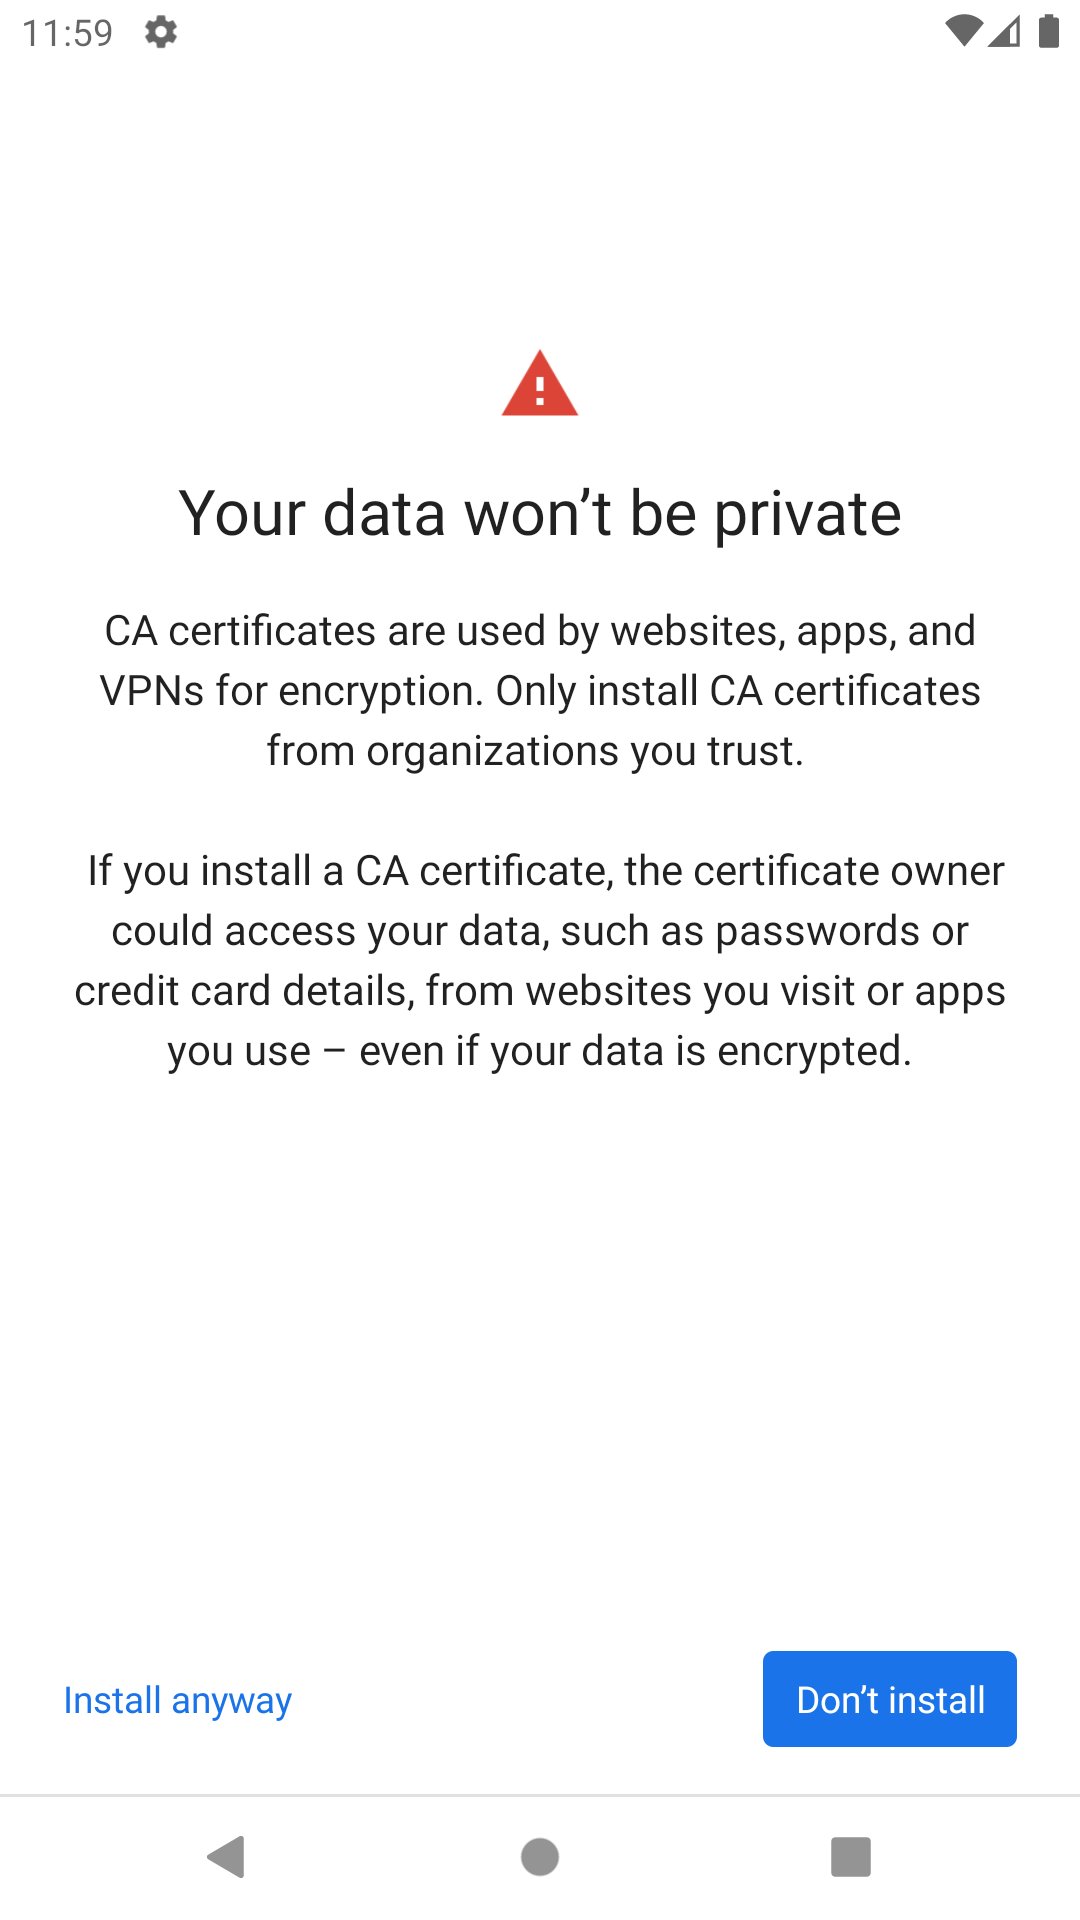 11:59
Your data won’t be private
CA certificates are used by websites, apps, and
VPNs for encryption. Only install CA certificates
from organizations you trust.
If you install a CA certificate, the certificate owner
could access your data, such as passwords or
credit card details, from websites you visit or apps
you use – even if your data is encrypted.
Install anyway
Don’t install